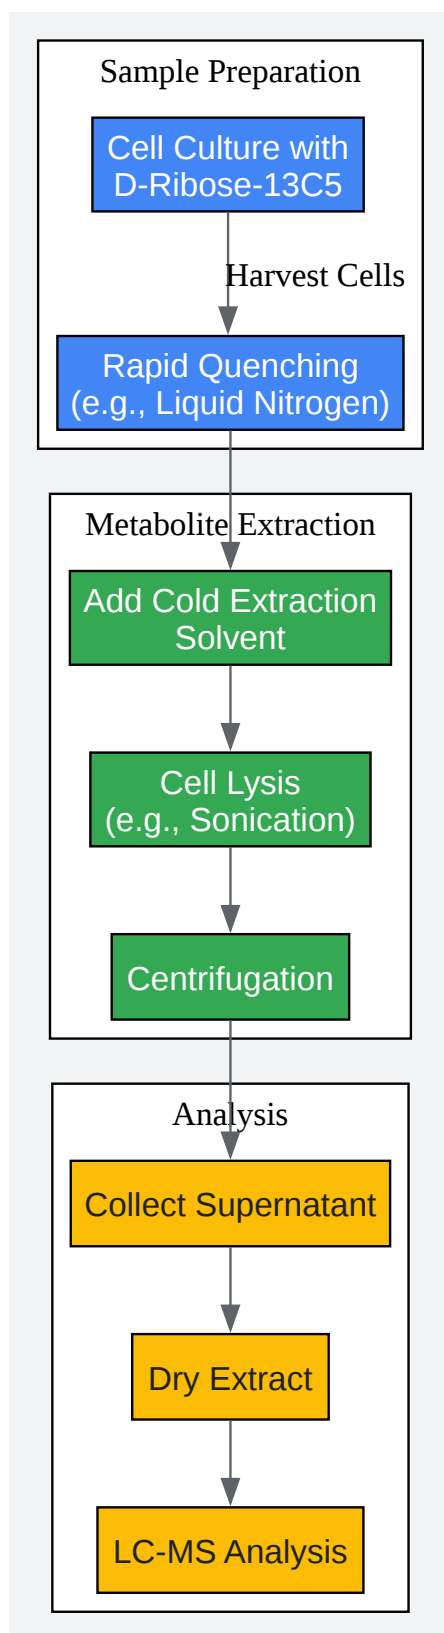 Sample Preparation
Cell Culture with
D-Ribose-13C5
Harvest Cells
Rapid Quenching
(e.g., Liquid Nitrogen)
Metabolite Extraction
Add Cold Extraction
Solvent
Cell Lysis
(e.g., Sonication)
Centrifugation
Analysis
Collect Supernatant
Dry Extract
LC-MS Analysis